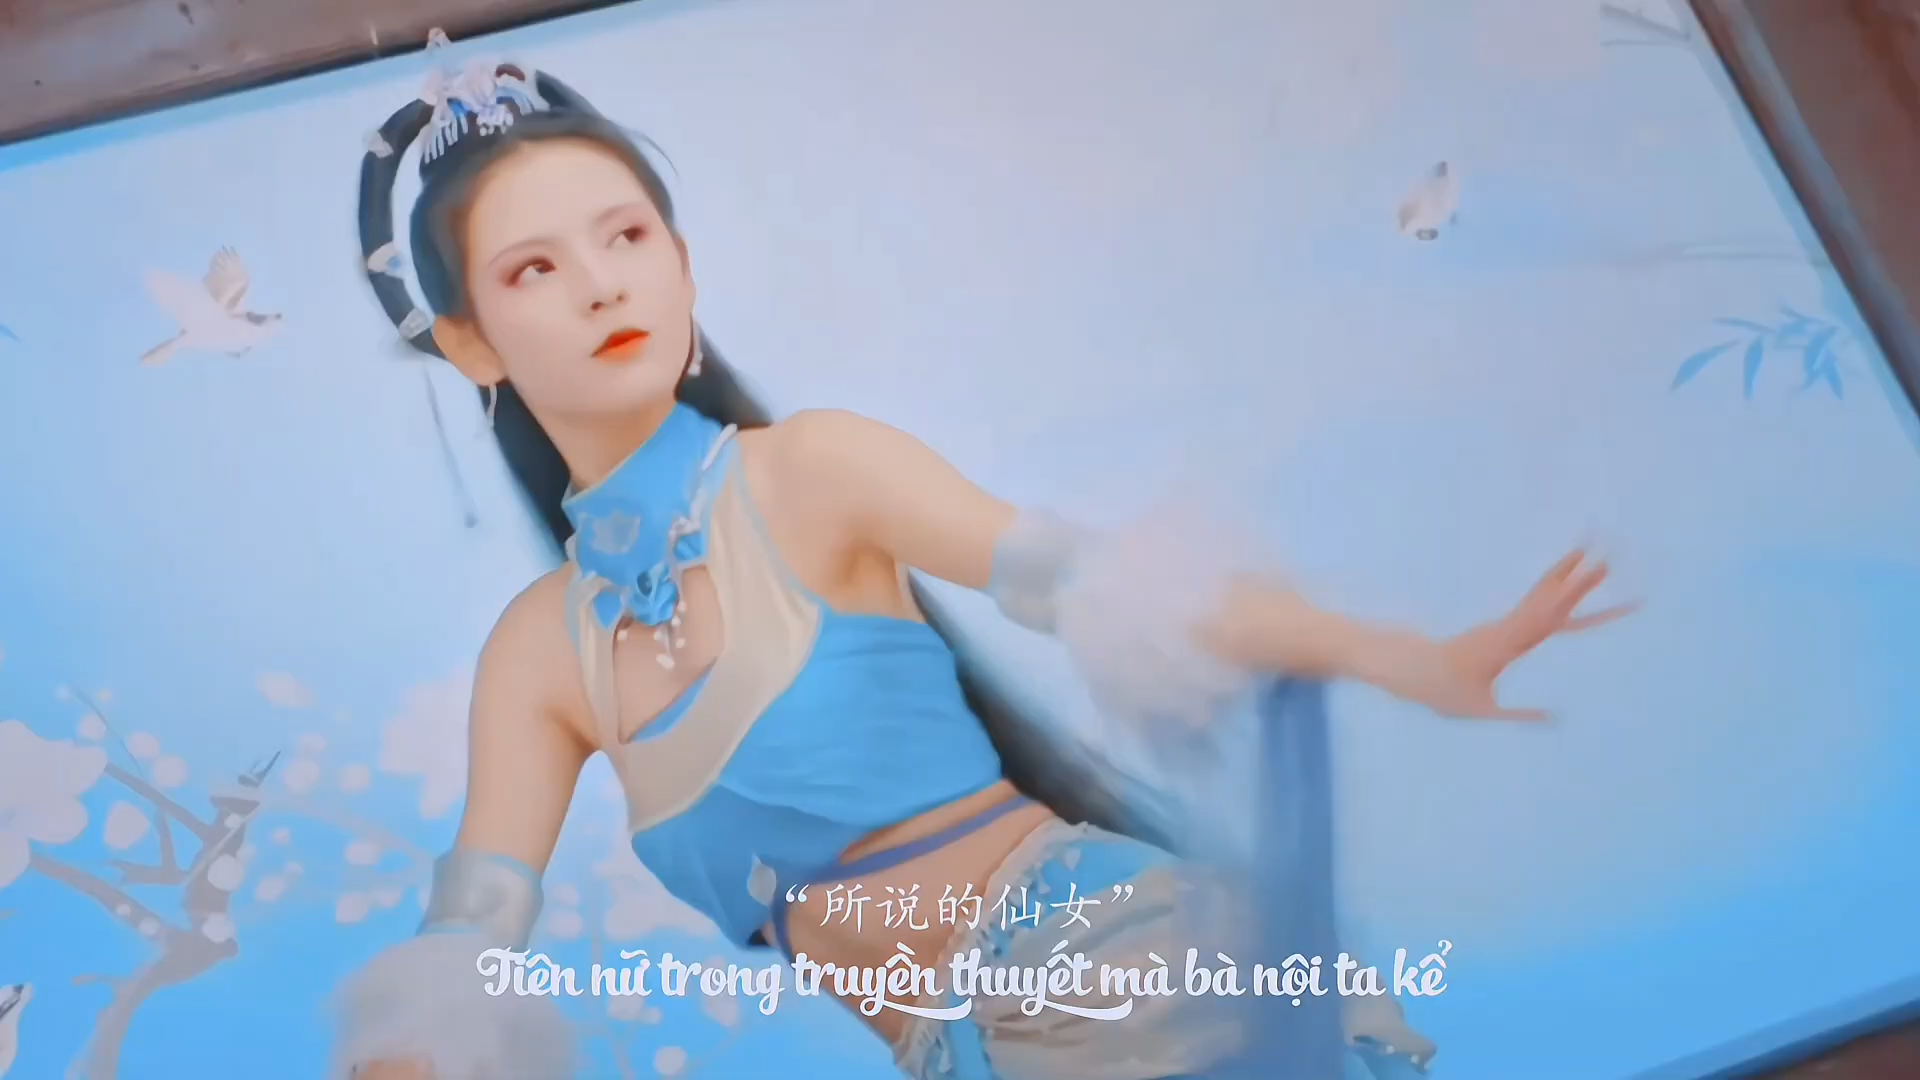 “所说的仙女”
Tiên nữ trong truyền thuyết mà bà nội ta kể